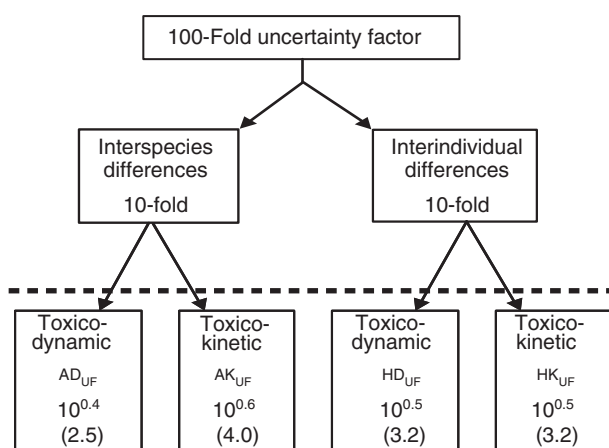 100-Fold uncertainty factor
Interspecies
differences
10-fold
Interindividual
differences
10-fold
Toxico-
dynamic
AD_UF
10^0.4
(2.5)
Toxico-
kinetic
AK_UF
10^0.6
(4.0)
Toxico-
dynamic
HD_UF
10^0.5
(3.2)
Toxico-
kinetic
HK_UF
10^0.5
(3.2)